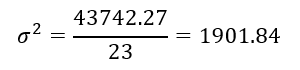 σ² = 43742.27 / 23 = 1901.84